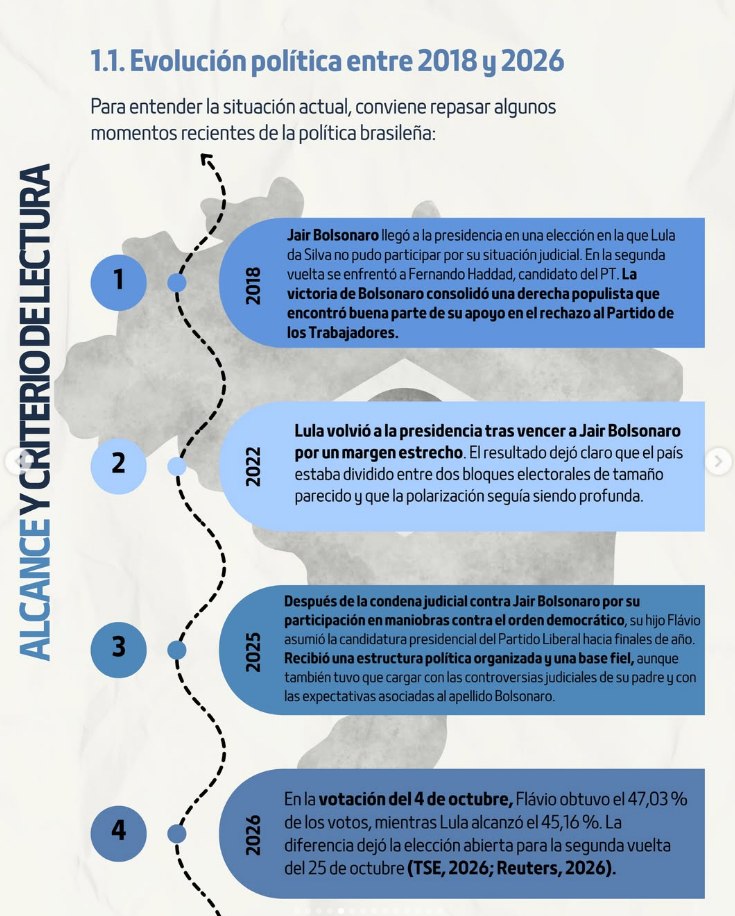 1.1. Evolución política entre 2018 y 2026
Para entender la situación actual, conviene repasar algunos
momentos recientes de la política brasileña:
ALCANCE Y CRITERIO DE LECTURA
1
2018
Jair Bolsonaro llegó a la presidencia en una elección en la que Lula
da Silva no pudo participar por su situación judicial. En la segunda
vuelta se enfrentó a Fernando Haddad, candidato del PT. La
victoria de Bolsonaro consolidó una derecha populista que
encontró buena parte de su apoyo en el rechazo al Partido de
los Trabajadores.
2
2022
Lula volvió a la presidencia tras vencer a Jair Bolsonaro
por un margen estrecho. El resultado dejó claro que el país
estaba dividido entre dos bloques electorales de tamaño
parecido y que la polarización seguía siendo profunda.
3
2025
Después de la condena judicial contra Jair Bolsonaro por su
participación en maniobras contra el orden democrático, su hijo Flávio
asumió la candidatura presidencial del Partido Liberal hacia finales de año.
Recibió una estructura política organizada y una base fiel, aunque
también tuvo que cargar con las controversias judiciales de su padre y con
las expectativas asociadas al apellido Bolsonaro.
4
2026
En la votación del 4 de octubre, Flávio obtuvo el 47,03 %
de los votos, mientras Lula alcanzó el 45,16 %. La
diferencia dejó la elección abierta para la segunda vuelta
del 25 de octubre (TSE, 2026; Reuters, 2026).